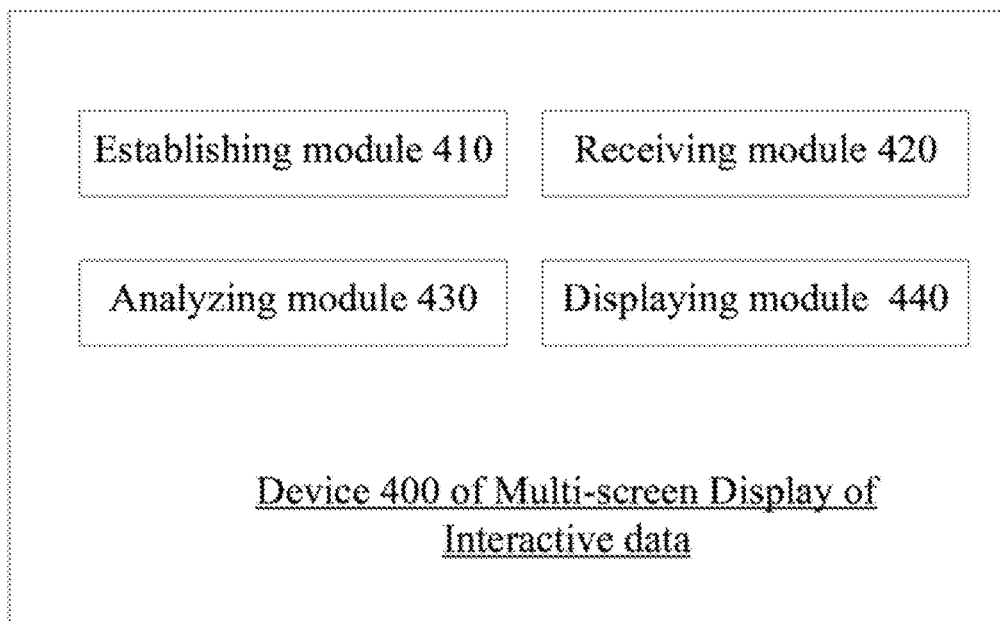 Establishing module 410
Receiving module 420
Analyzing module 430
Displaying module 440
Device 400 of Multi-screen Display of
Interactive data